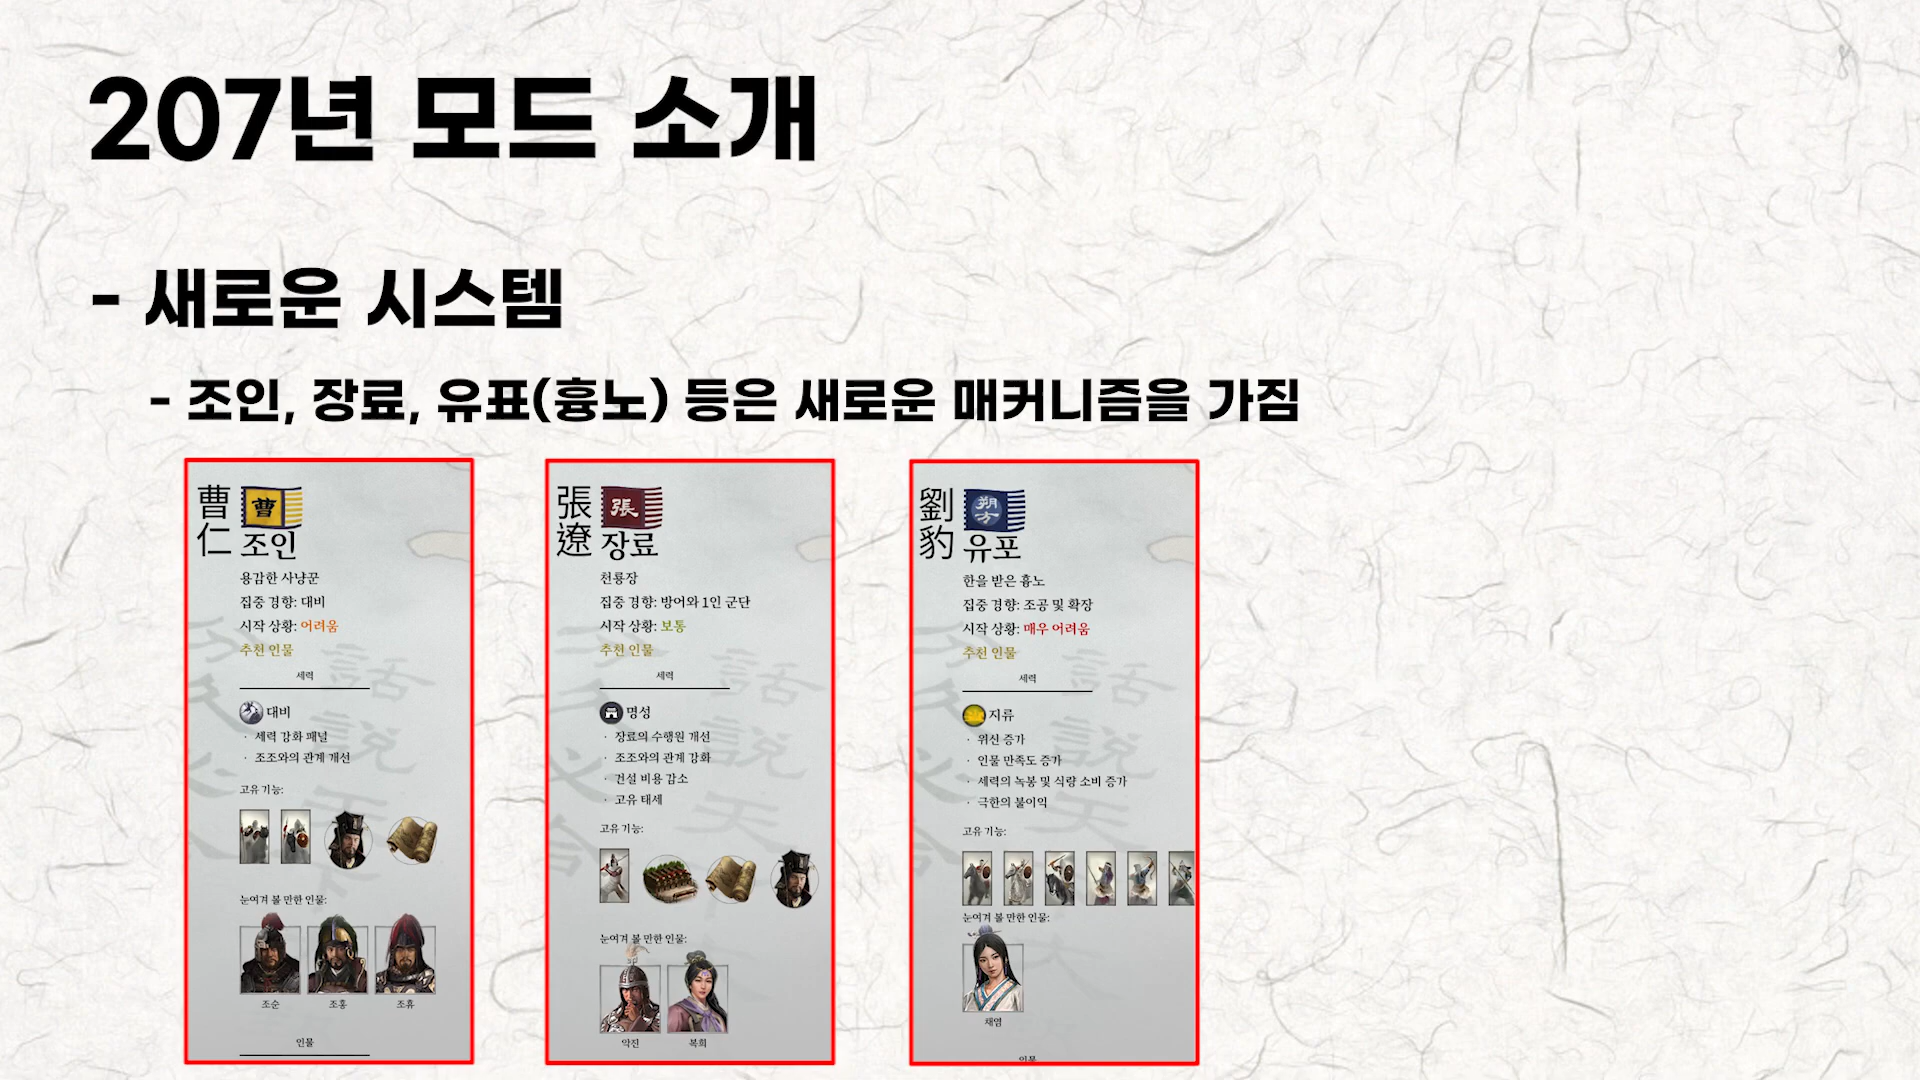 207년 모드 소개
- 새로운 시스템
- 조인, 장료, 유표(흉노) 등은 새로운 매커니즘을 가짐
曹仁
曹
조인
용감한 사냥꾼
집중 경향: 대비
시작 상황: 어려움
추천 인물
세력
대비
· 세력 강화 패널
· 조조와의 관계 개선
고유 기능:
눈여겨 볼 만한 인물:
조순 조홍 조휴
인물
張遼
張
장료
천룡장
집중 경향: 방어와 1인 군단
시작 상황: 보통
추천 인물
세력
명성
· 장료의 수행원 개선
· 조조와의 관계 강화
· 건설 비용 감소
· 고유 태세
고유 기능:
눈여겨 볼 만한 인물:
악진 복희
劉豹
朔方
유포
한을 받은 흉노
집중 경향: 조공 및 확장
시작 상황: 매우 어려움
추천 인물
세력
지류
· 위신 증가
· 인물 만족도 증가
· 세력의 녹봉 및 식량 소비 증가
· 극한의 불이익
고유 기능:
눈여겨 볼 만한 인물:
채염
인물